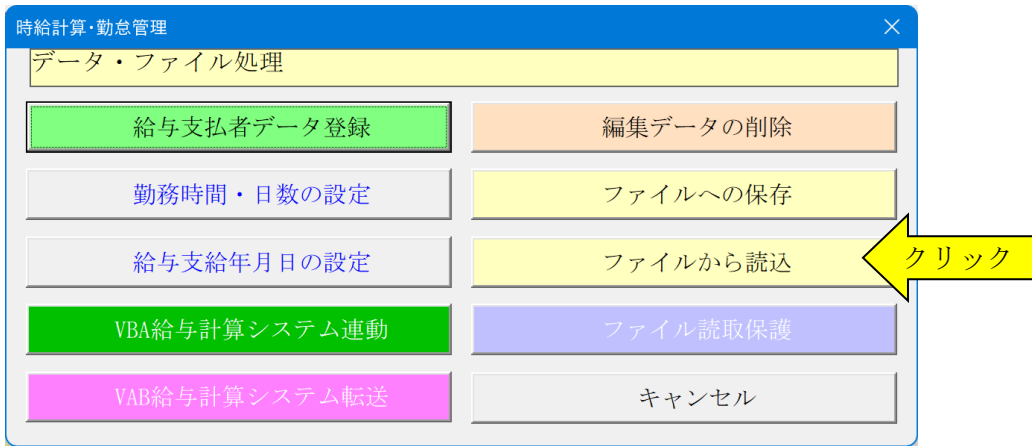 時給計算・勤怠管理
データ・ファイル処理
給与支払者データ登録
編集データの削除
勤務時間・日数の設定
ファイルへの保存
給与支給年月日の設定
ファイルから読込
クリック
VBA給与計算システム連動
ファイル読取保護
VAB給与計算システム転送
キャンセル